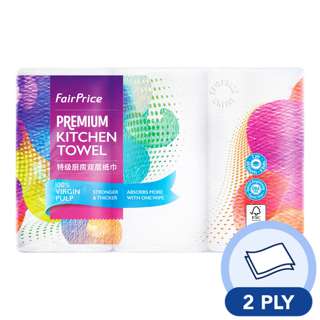 FairPrice
PREMIUM
KITCHEN
TOWEL
特级厨房双层纸巾
100%
VIRGIN
PULP
STRONGER
& THICKER
ABSORBS MORE
WITH ONE WIPE
FSC
2 PLY